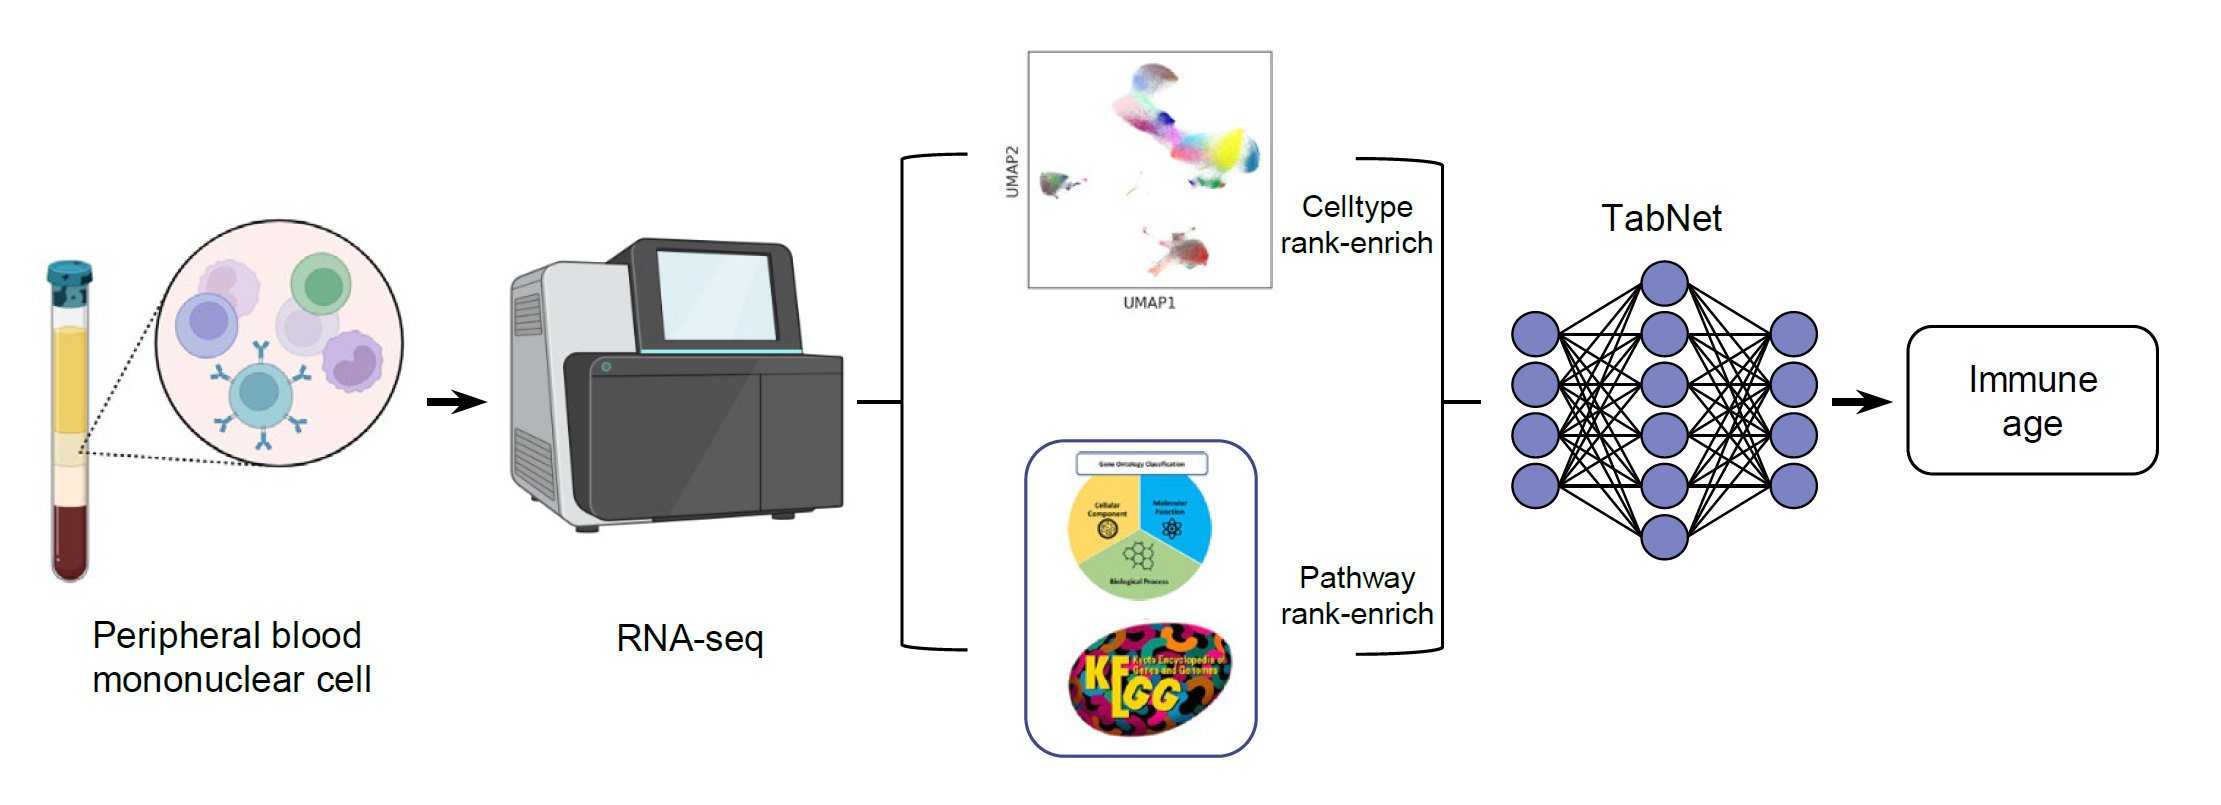 Peripheral blood
mononuclear cell
RNA-seq
UMAP2
UMAP1
Celltype
rank-enrich
Gene Ontology Classification
Cellular
Component
Molecular
Function
Biological Process
KEGG
Kyoto Encyclopedia of
Genes and Genomes
Pathway
rank-enrich
TabNet
Immune
age